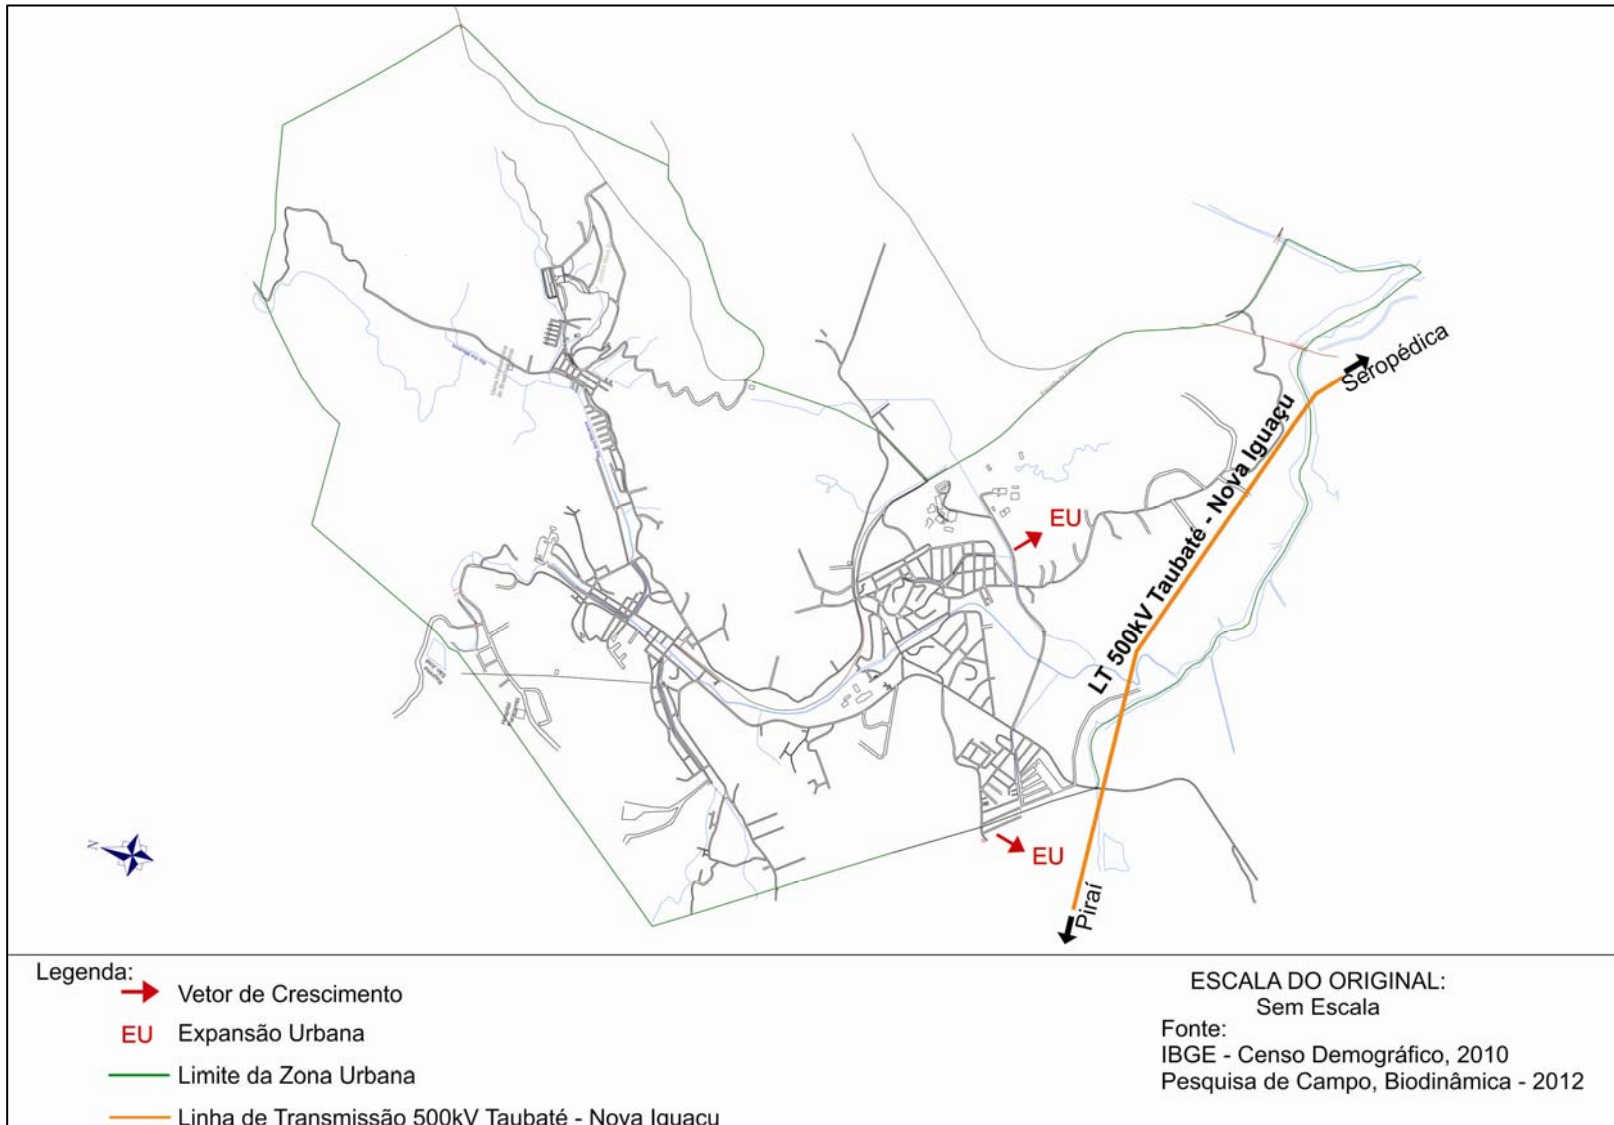 EU
Seropédica
LT 500kV Taubaté - Nova Iguaçu
EU
Piraí
N
Legenda:
Vetor de Crescimento
EU Expansão Urbana
Limite da Zona Urbana
Linha de Transmissão 500kV Taubaté - Nova Iguaçu
ESCALA DO ORIGINAL:
Sem Escala
Fonte:
IBGE - Censo Demográfico, 2010
Pesquisa de Campo, Biodinâmica - 2012